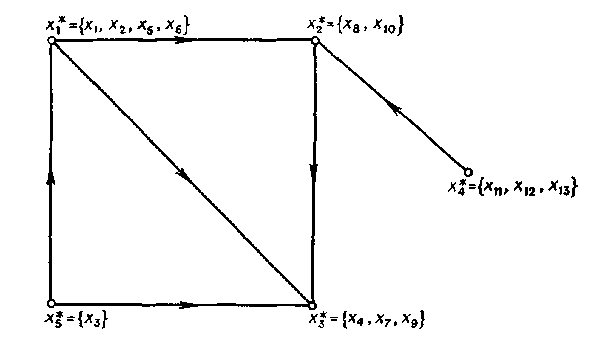 x₁* = {x₁, x₂, x₅, x₆}
x₂* = {x₈, x₁₀}
x₄* = {x₁₁, x₁₂, x₁₃}
x₅* = {x₃}
x₃* = {x₄, x₇, x₉}